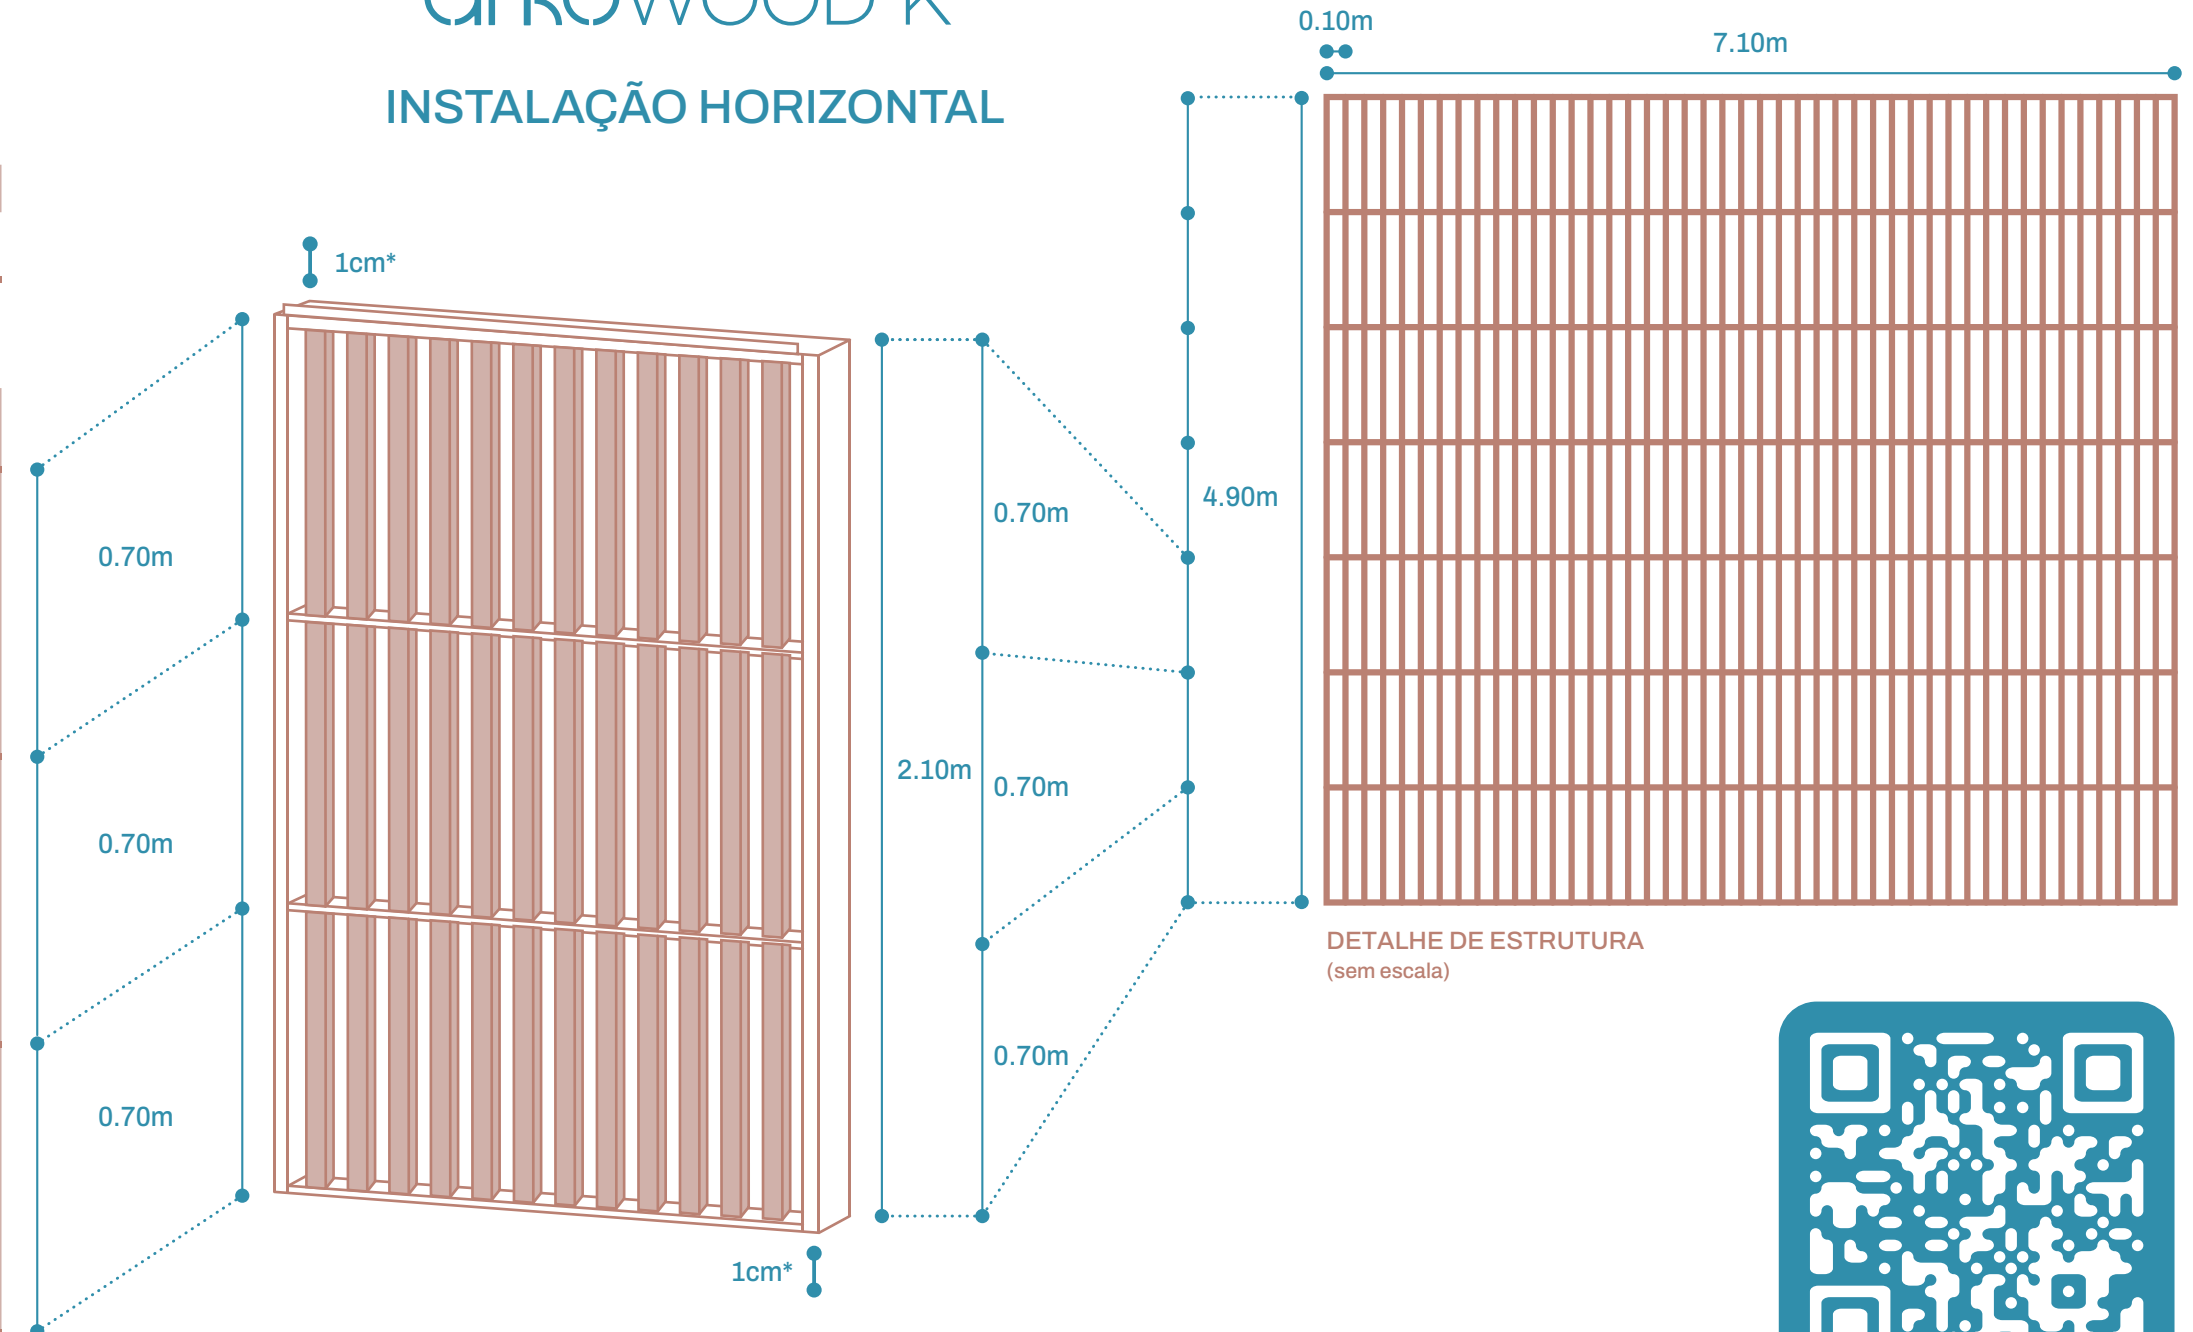 arkoWOOD K
INSTALAÇÃO HORIZONTAL
0.10m
7.10m
1cm*
4.90m
0.70m
0.70m
2.10m
0.70m
0.70m
0.70m
0.70m
1cm*
DETALHE DE ESTRUTURA
(sem escala)